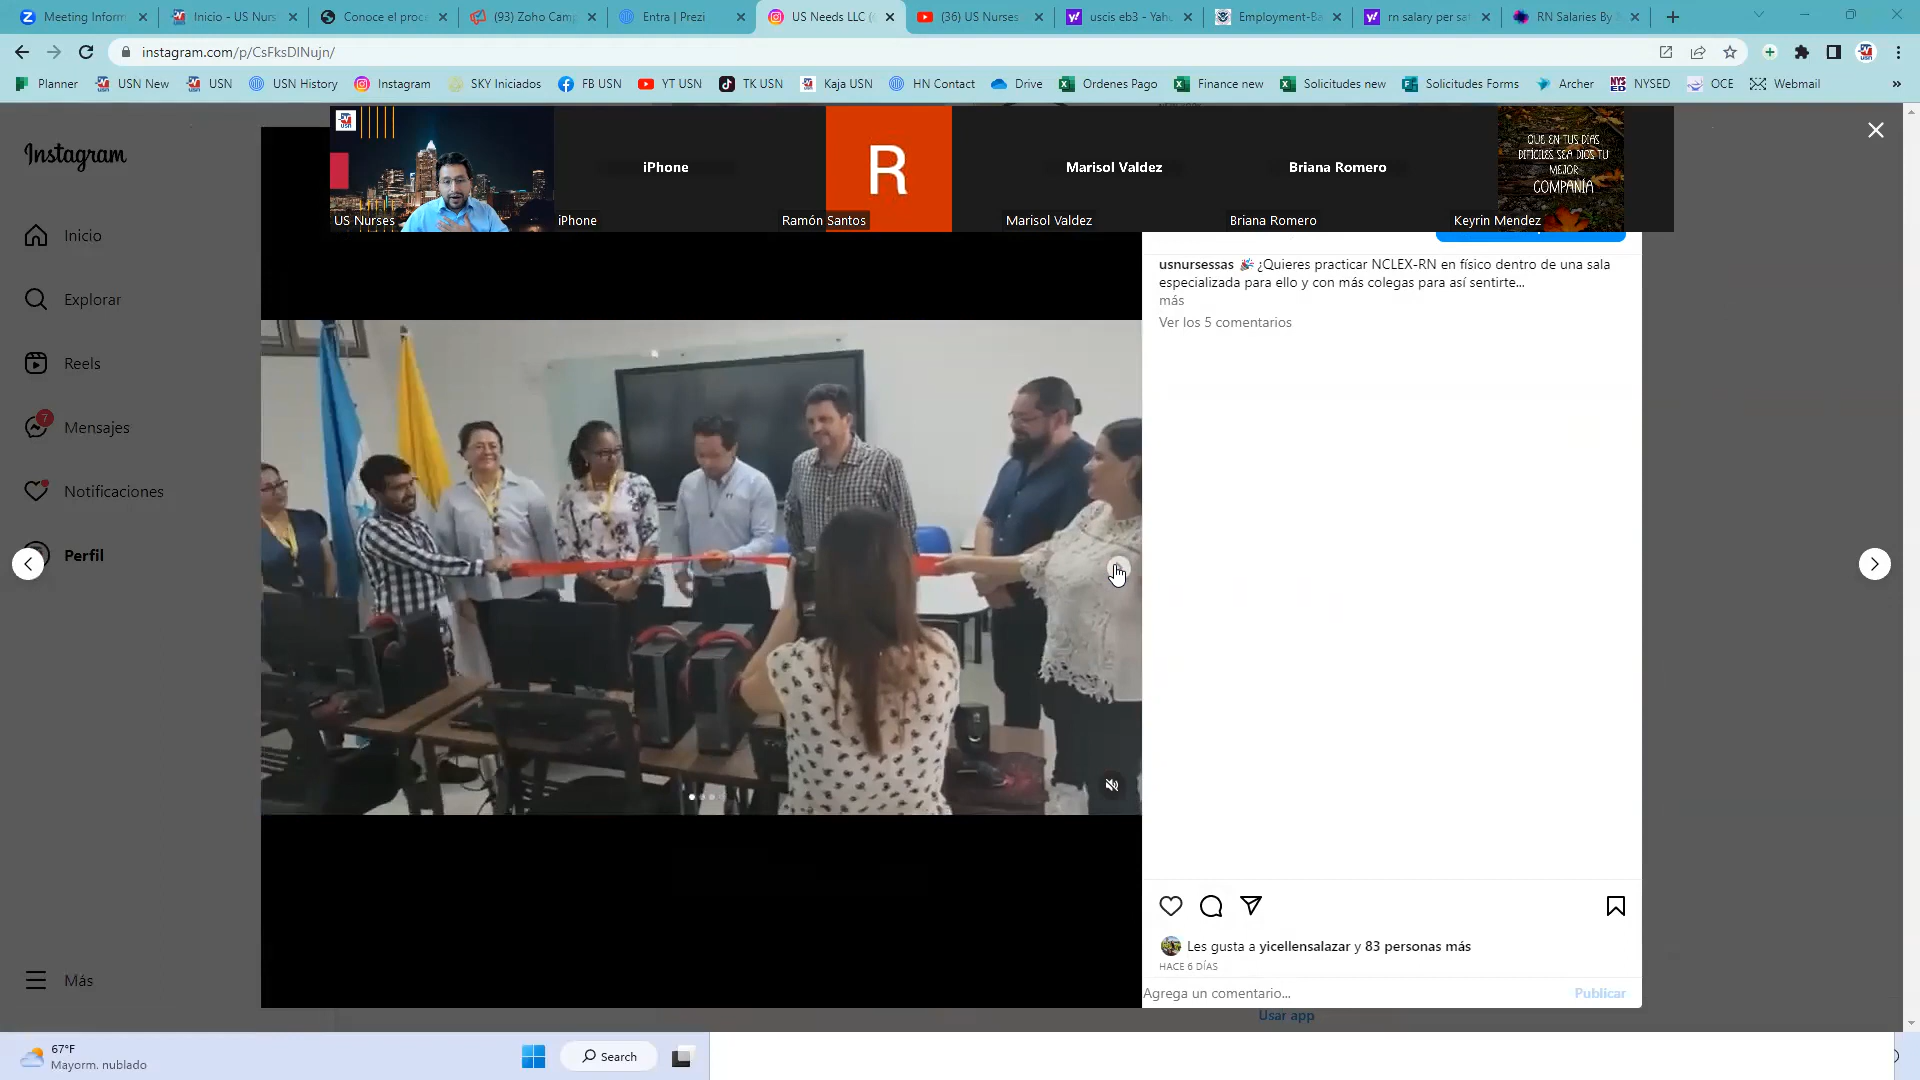 Meeting Inform
Inicio - US Nurs
Conoce el proc
(93) Zoho Camp
Entra | Prezi
US Needs LLC (
(36) US Nurses
uscis eb3 - Yah
Employment-Ba
rn salary per sa
RN Salaries By
instagram.com/p/CsFksDlNujn/
Planner
USN New
USN
USN History
Instagram
SKY Iniciados
FB USN
YT USN
TK USN
Kaja USN
HN Contact
Drive
Ordenes Pago
Finance new
Solicitudes new
Solicitudes Forms
Archer
NYSED
OCE
Webmail
»
Instagram
USN
US Nurses
iPhone
iPhone
R
Ramón Santos
Marisol Valdez
Marisol Valdez
Briana Romero
Briana Romero
QUE EN TUS DÍAS
DIFÍCILES SEA DIOS TU
MEJOR
COMPAÑÍA
Keyrin Mendez
Inicio
Explorar
Reels
7
Mensajes
Notificaciones
Perfil
Más
usnursessas 🎉 ¿Quieres practicar NCLEX-RN en físico dentro de una sala
especializada para ello y con más colegas para así sentirte...
más
Ver los 5 comentarios
Les gusta a yicellensalazar y 83 personas más
HACE 6 DÍAS
Agrega un comentario...
Publicar
Usar app
67°F
Mayorm. nublado
Search